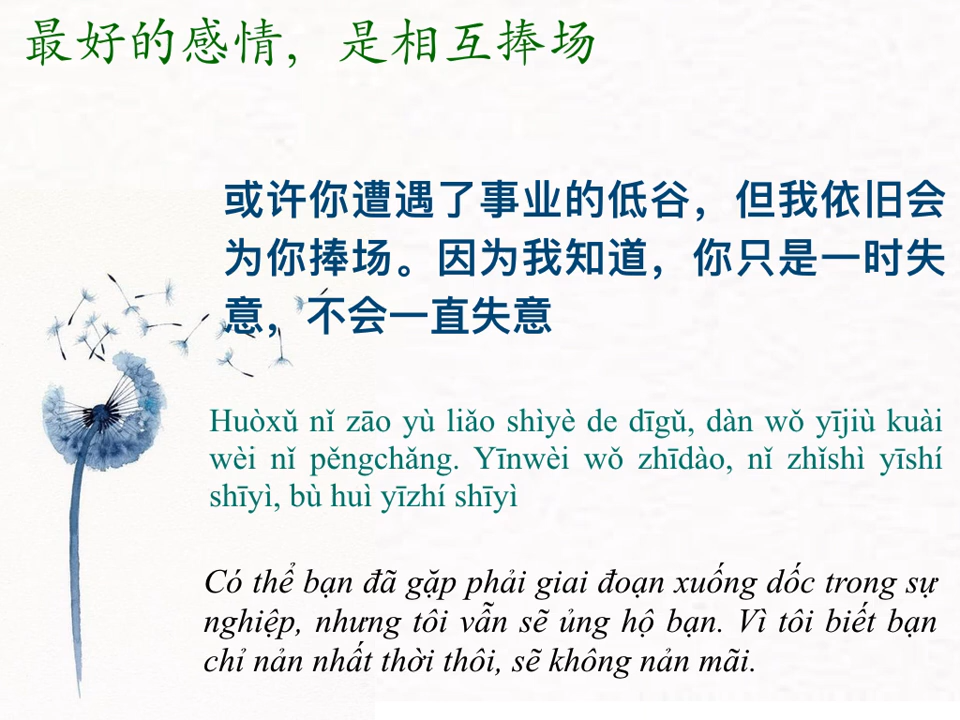 最好的感情，是相互捧场
或许你遭遇了事业的低谷，但我依旧会
为你捧场。因为我知道，你只是一时失
意，不会一直失意
Huòxǔ nǐ zāo yù liǎo shìyè de dīgǔ, dàn wǒ yījiù kuài
wèi nǐ pěngchǎng. Yīnwèi wǒ zhīdào, nǐ zhǐshì yīshí
shīyì, bù huì yīzhí shīyì
Có thể bạn đã gặp phải giai đoạn xuống dốc trong sự
nghiệp, nhưng tôi vẫn sẽ ủng hộ bạn. Vì tôi biết bạn
chỉ nản nhất thời thôi, sẽ không nản mãi.